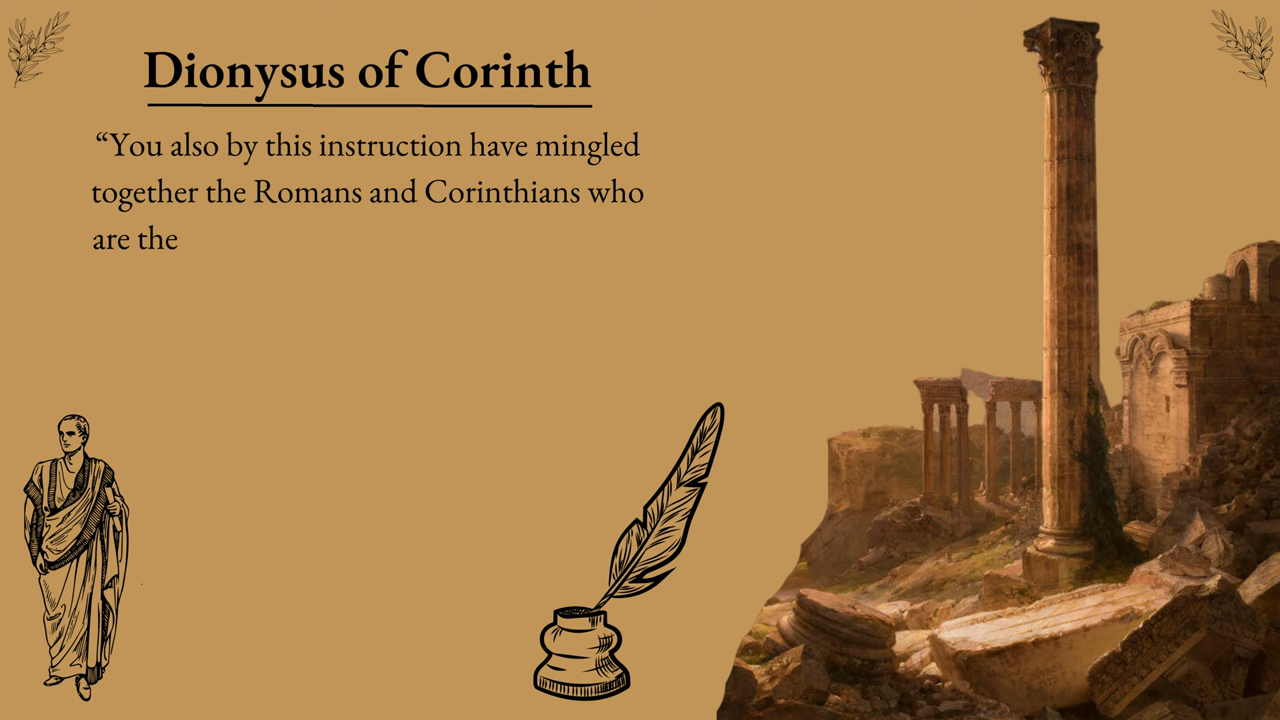 Dionysus of Corinth
“You also by this instruction have mingled
together the Romans and Corinthians who
are the